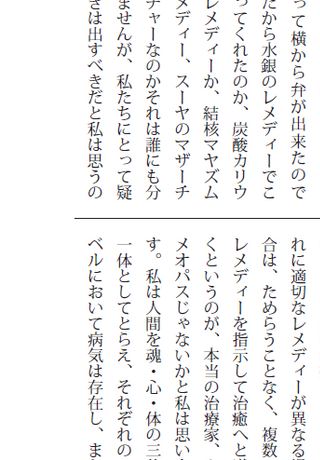 って横から弁が出来たので
だから水銀のレメディーでこ
ってくれたのか、炭酸カリウ
レメディーか、結核マヤズム
メディー、スーヤのマザーチ
チャーなのかそれは誰にも分
ませんが、私たちにとって疑
きは出すべきだと私は思うの
れに適切なレメディーが異なる
合は、ためらうことなく、複数
レメディーを指示して治癒へと
くというのが、本当の治療家、
メオパスじゃないかと私は思い
す。私は人間を魂・心・体の三
一体としてとらえ、それぞれの
ベルにおいて病気は存在し、ま